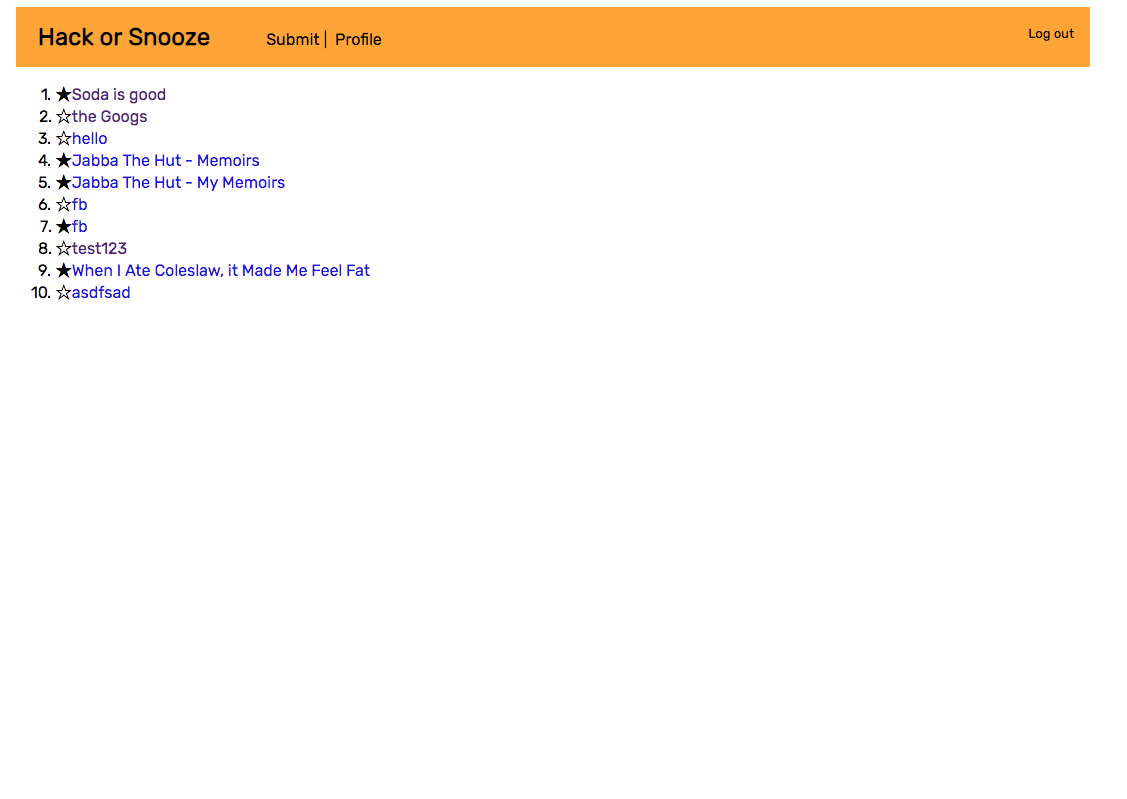 Hack or Snooze Submit | Profile Log out
1. ★Soda is good
2. ☆the Googs
3. ☆hello
4. ★Jabba The Hut - Memoirs
5. ★Jabba The Hut - My Memoirs
6. ☆fb
7. ★fb
8. ☆test123
9. ★When I Ate Coleslaw, it Made Me Feel Fat
10. ☆asdfsad